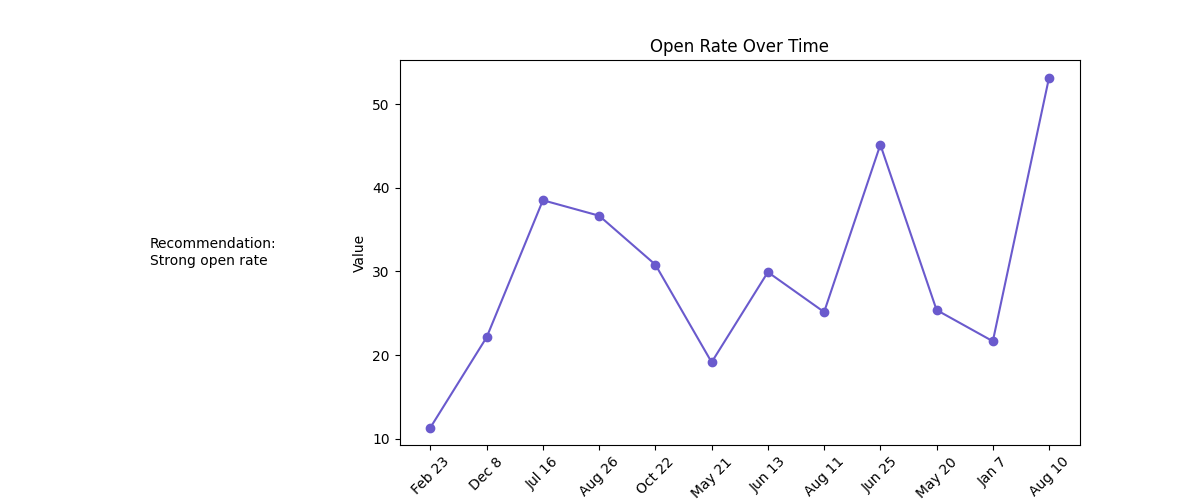 Open Rate Over Time
Recommendation:
Strong open rate
Value
50
40
30
20
10
Feb 23
Dec 8
Jul 16
Aug 26
Oct 22
May 21
Jun 13
Aug 11
Jun 25
May 20
Jan 7
Aug 10